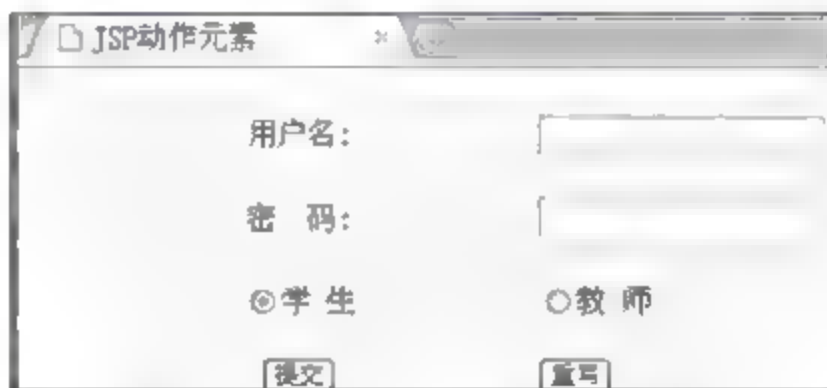 JSP动作元素 ×
用户名:
密 码:
学 生 教 师
提交 重写